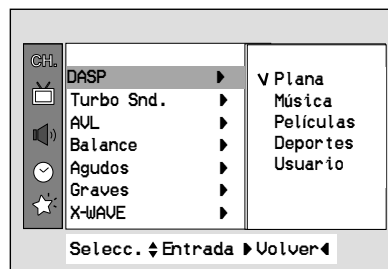 CH.
DASP
Turbo Snd.
AVL
Balance
Agudos
Graves
X-WAVE
V Plana
Música
Películas
Deportes
Usuario
Selecc. Entrada Volver